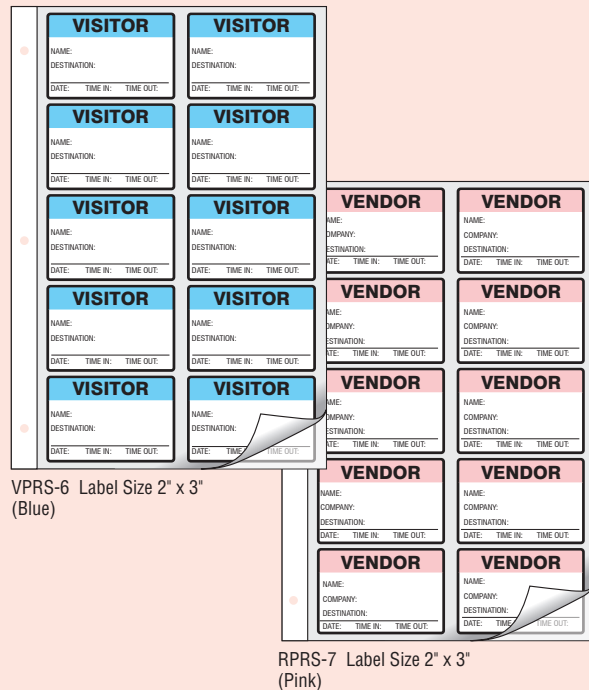 VISITOR
NAME:
DESTINATION:
DATE: TIME IN: TIME OUT:
VISITOR
NAME:
DESTINATION:
DATE: TIME IN: TIME OUT:
VISITOR
NAME:
DESTINATION:
DATE: TIME IN: TIME OUT:
VISITOR
NAME:
DESTINATION:
DATE: TIME IN: TIME OUT:
VISITOR
NAME:
DESTINATION:
DATE: TIME IN: TIME OUT:
VISITOR
NAME:
DESTINATION:
DATE: TIME IN: TIME OUT:
VISITOR
NAME:
DESTINATION:
DATE: TIME IN: TIME OUT:
VISITOR
NAME:
DESTINATION:
DATE: TIME IN: TIME OUT:
VISITOR
NAME:
DESTINATION:
DATE: TIME IN: TIME OUT:
VISITOR
NAME:
DESTINATION:
DATE: TIME OUT:
VPRS-6 Label Size 2" x 3"
(Blue)
VENDOR
TIME IN: TIME OUT:
VENDOR
NAME:
COMPANY:
DESTINATION:
DATE: TIME IN: TIME OUT:
VENDOR
TIME IN: TIME OUT:
VENDOR
NAME:
COMPANY:
DESTINATION:
DATE: TIME IN: TIME OUT:
VENDOR
TIME IN: TIME OUT:
VENDOR
NAME:
COMPANY:
DESTINATION:
DATE: TIME IN: TIME OUT:
VENDOR
NAME:
COMPANY:
DESTINATION:
DATE: TIME IN: TIME OUT:
VENDOR
NAME:
COMPANY:
DESTINATION:
DATE: TIME IN: TIME OUT:
VENDOR
NAME:
COMPANY:
DESTINATION:
DATE: TIME IN: TIME OUT:
VENDOR
NAME:
COMPANY:
DESTINATION:
DATE: TIME OUT:
RPRS-7 Label Size 2" x 3"
(Pink)